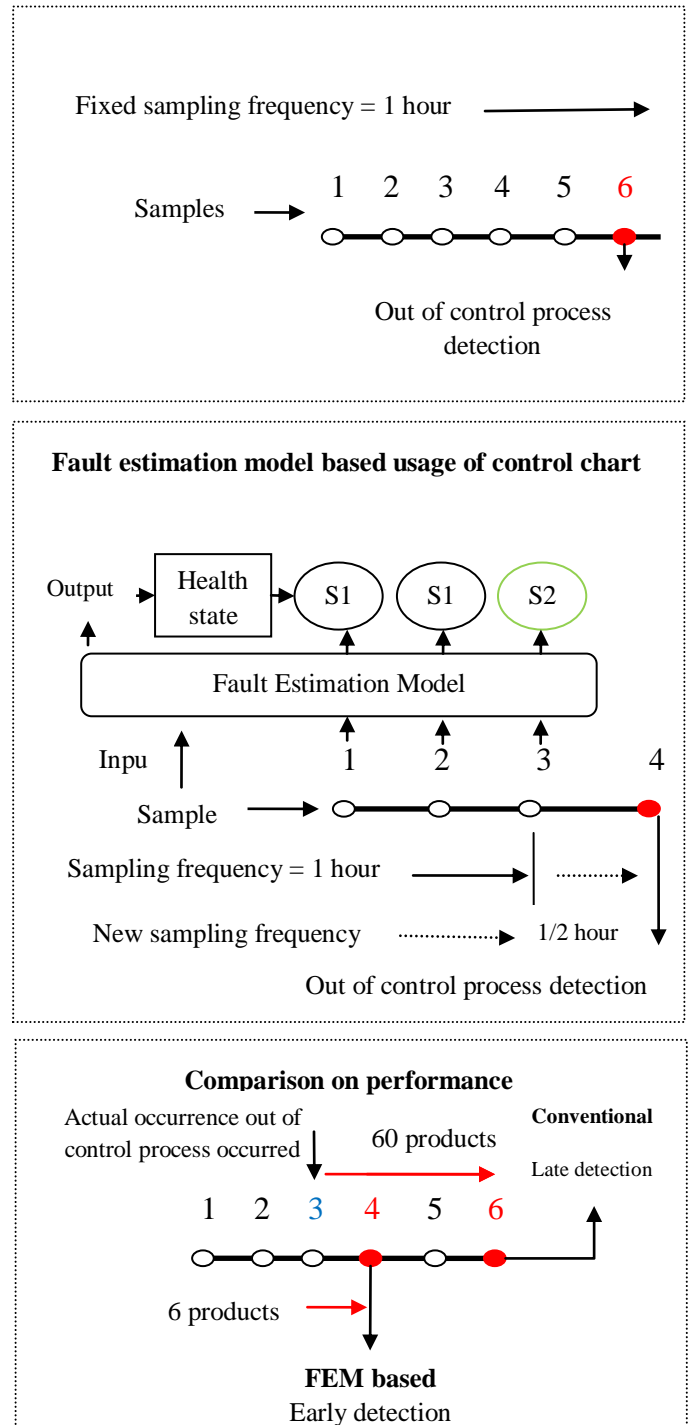 Fixed sampling frequency = 1 hour
1 2 3 4 5 6
Samples
Out of control process
detection
Fault estimation model based usage of control chart
Output
Health
state
S1 S1 S2
Fault Estimation Model
Inpu
1 2 3 4
Sample
Sampling frequency = 1 hour
New sampling frequency 1/2 hour
Out of control process detection
Comparison on performance
Actual occurrence out of
control process occurred
60 products
Conventional
Late detection
1 2 3 4 5 6
6 products
FEM based
Early detection